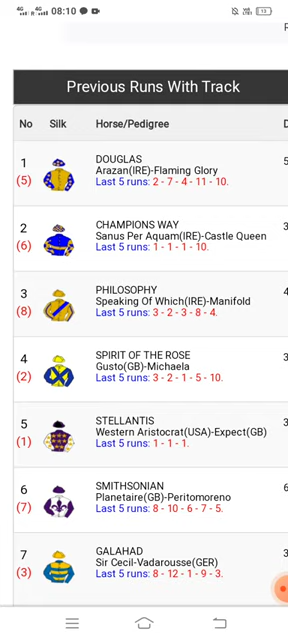 4G 4G 08:10
Previous Runs With Track
No Silk Horse/Pedigree
1 DOUGLAS
(5) Arazan(IRE)-Flaming Glory
Last 5 runs: 2 - 7 - 4 - 11 - 10.
2 CHAMPIONS WAY
(6) Sanus Per Aquam(IRE)-Castle Queen
Last 5 runs: 1 - 1 - 1 - 10.
3 PHILOSOPHY
(8) Speaking Of Which(IRE)-Manifold
Last 5 runs: 3 - 2 - 3 - 8 - 4.
4 SPIRIT OF THE ROSE
(2) Gusto(GB)-Michaela
Last 5 runs: 3 - 2 - 1 - 5 - 10.
5 STELLANTIS
(1) Western Aristocrat(USA)-Expect(GB)
Last 5 runs: 1 - 1 - 1.
6 SMITHSONIAN
(7) Planetaire(GB)-Peritomoreno
Last 5 runs: 8 - 10 - 6 - 7 - 5.
7 GALAHAD
(3) Sir Cecil-Vadarousse(GER)
Last 5 runs: 8 - 12 - 1 - 9 - 3.